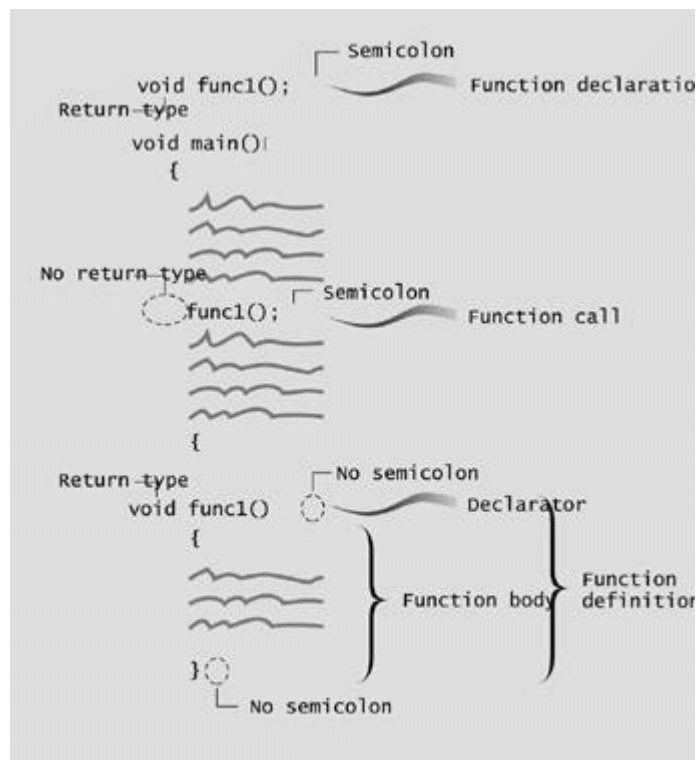 Semicolon
void func1(); Function declaratio
Return type
void main()
{
No return type
Semicolon
func1(); Function call
{
No semicolon
Return type
void func1() Declarator
{
Function body
Function
definition
}
No semicolon